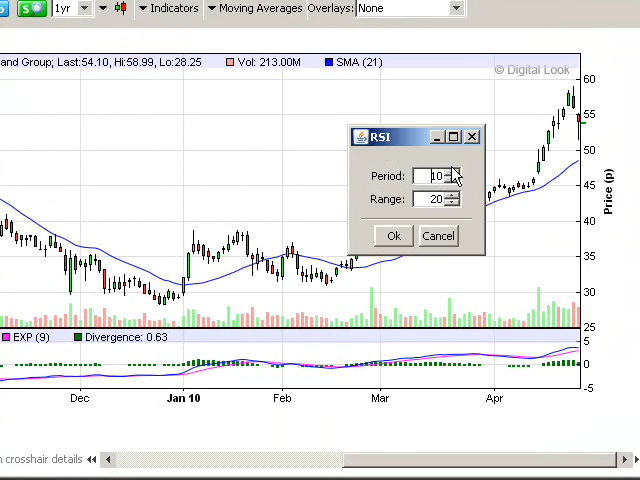 S 1yr Indicators Moving Averages Overlays: None
and Group; Last:54.10, Hi:58.99, Lo:28.25 Vol: 213.00M SMA (21)
© Digital Look
60
55
50
45
40
35
30
25
Price (p)
RSI
Period: 10
Range: 20
Ok Cancel
EXP (9) Divergence: 0.63
5
0
-5
Dec Jan 10 Feb Mar Apr
n crosshair details